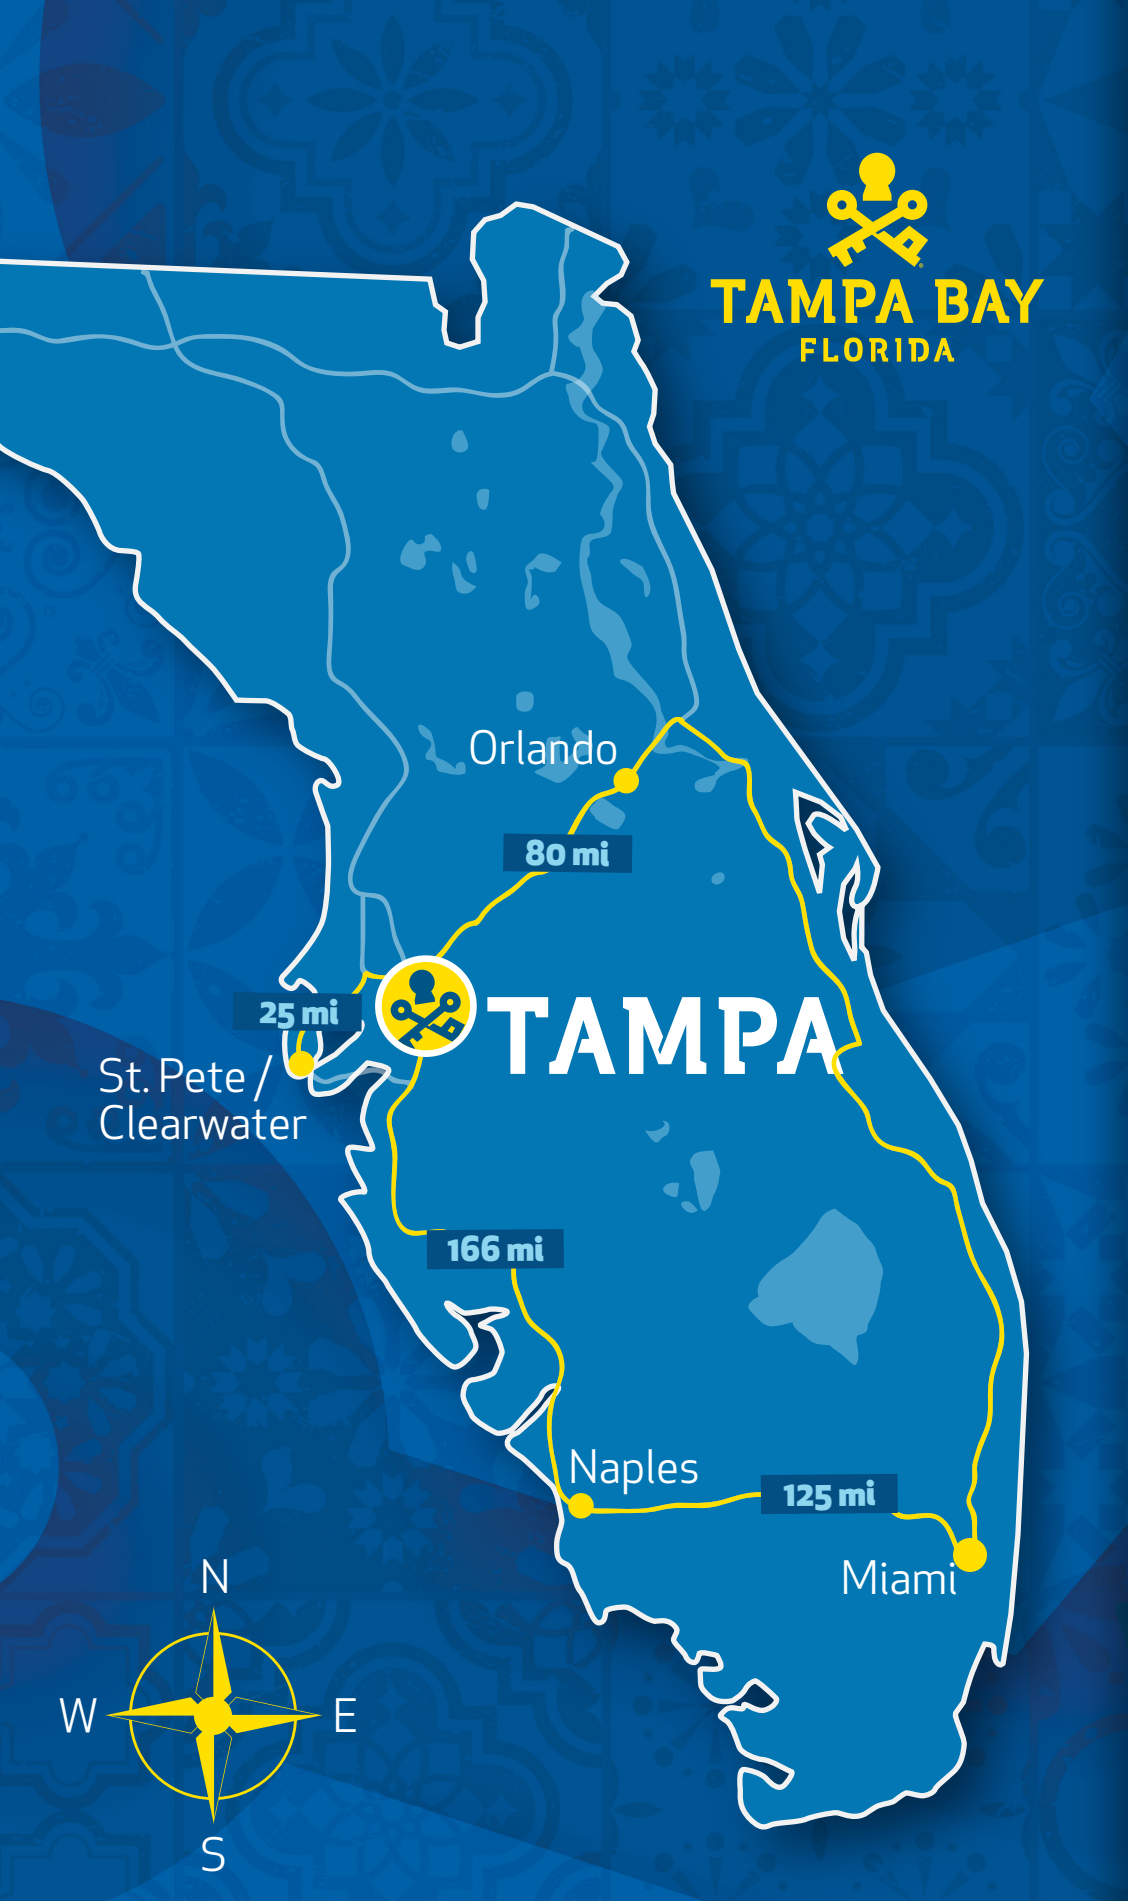 TAMPA BAY
FLORIDA
Orlando
80 mi
25 mi
TAMPA
St. Pete /
Clearwater
166 mi
Naples
125 mi
Miami
N
W
E
S